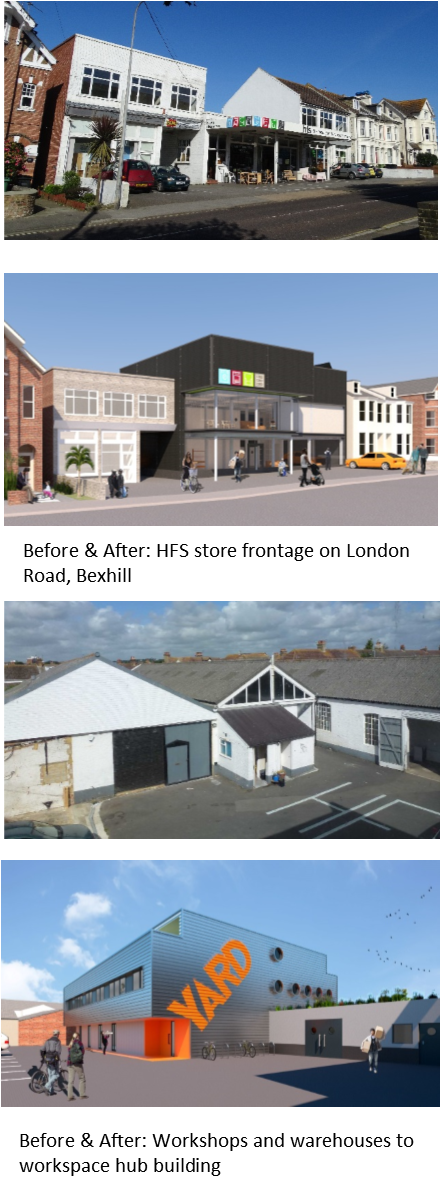 Before & After: HFS store frontage on London
Road, Bexhill
YARD
Before & After: Workshops and warehouses to
workspace hub building